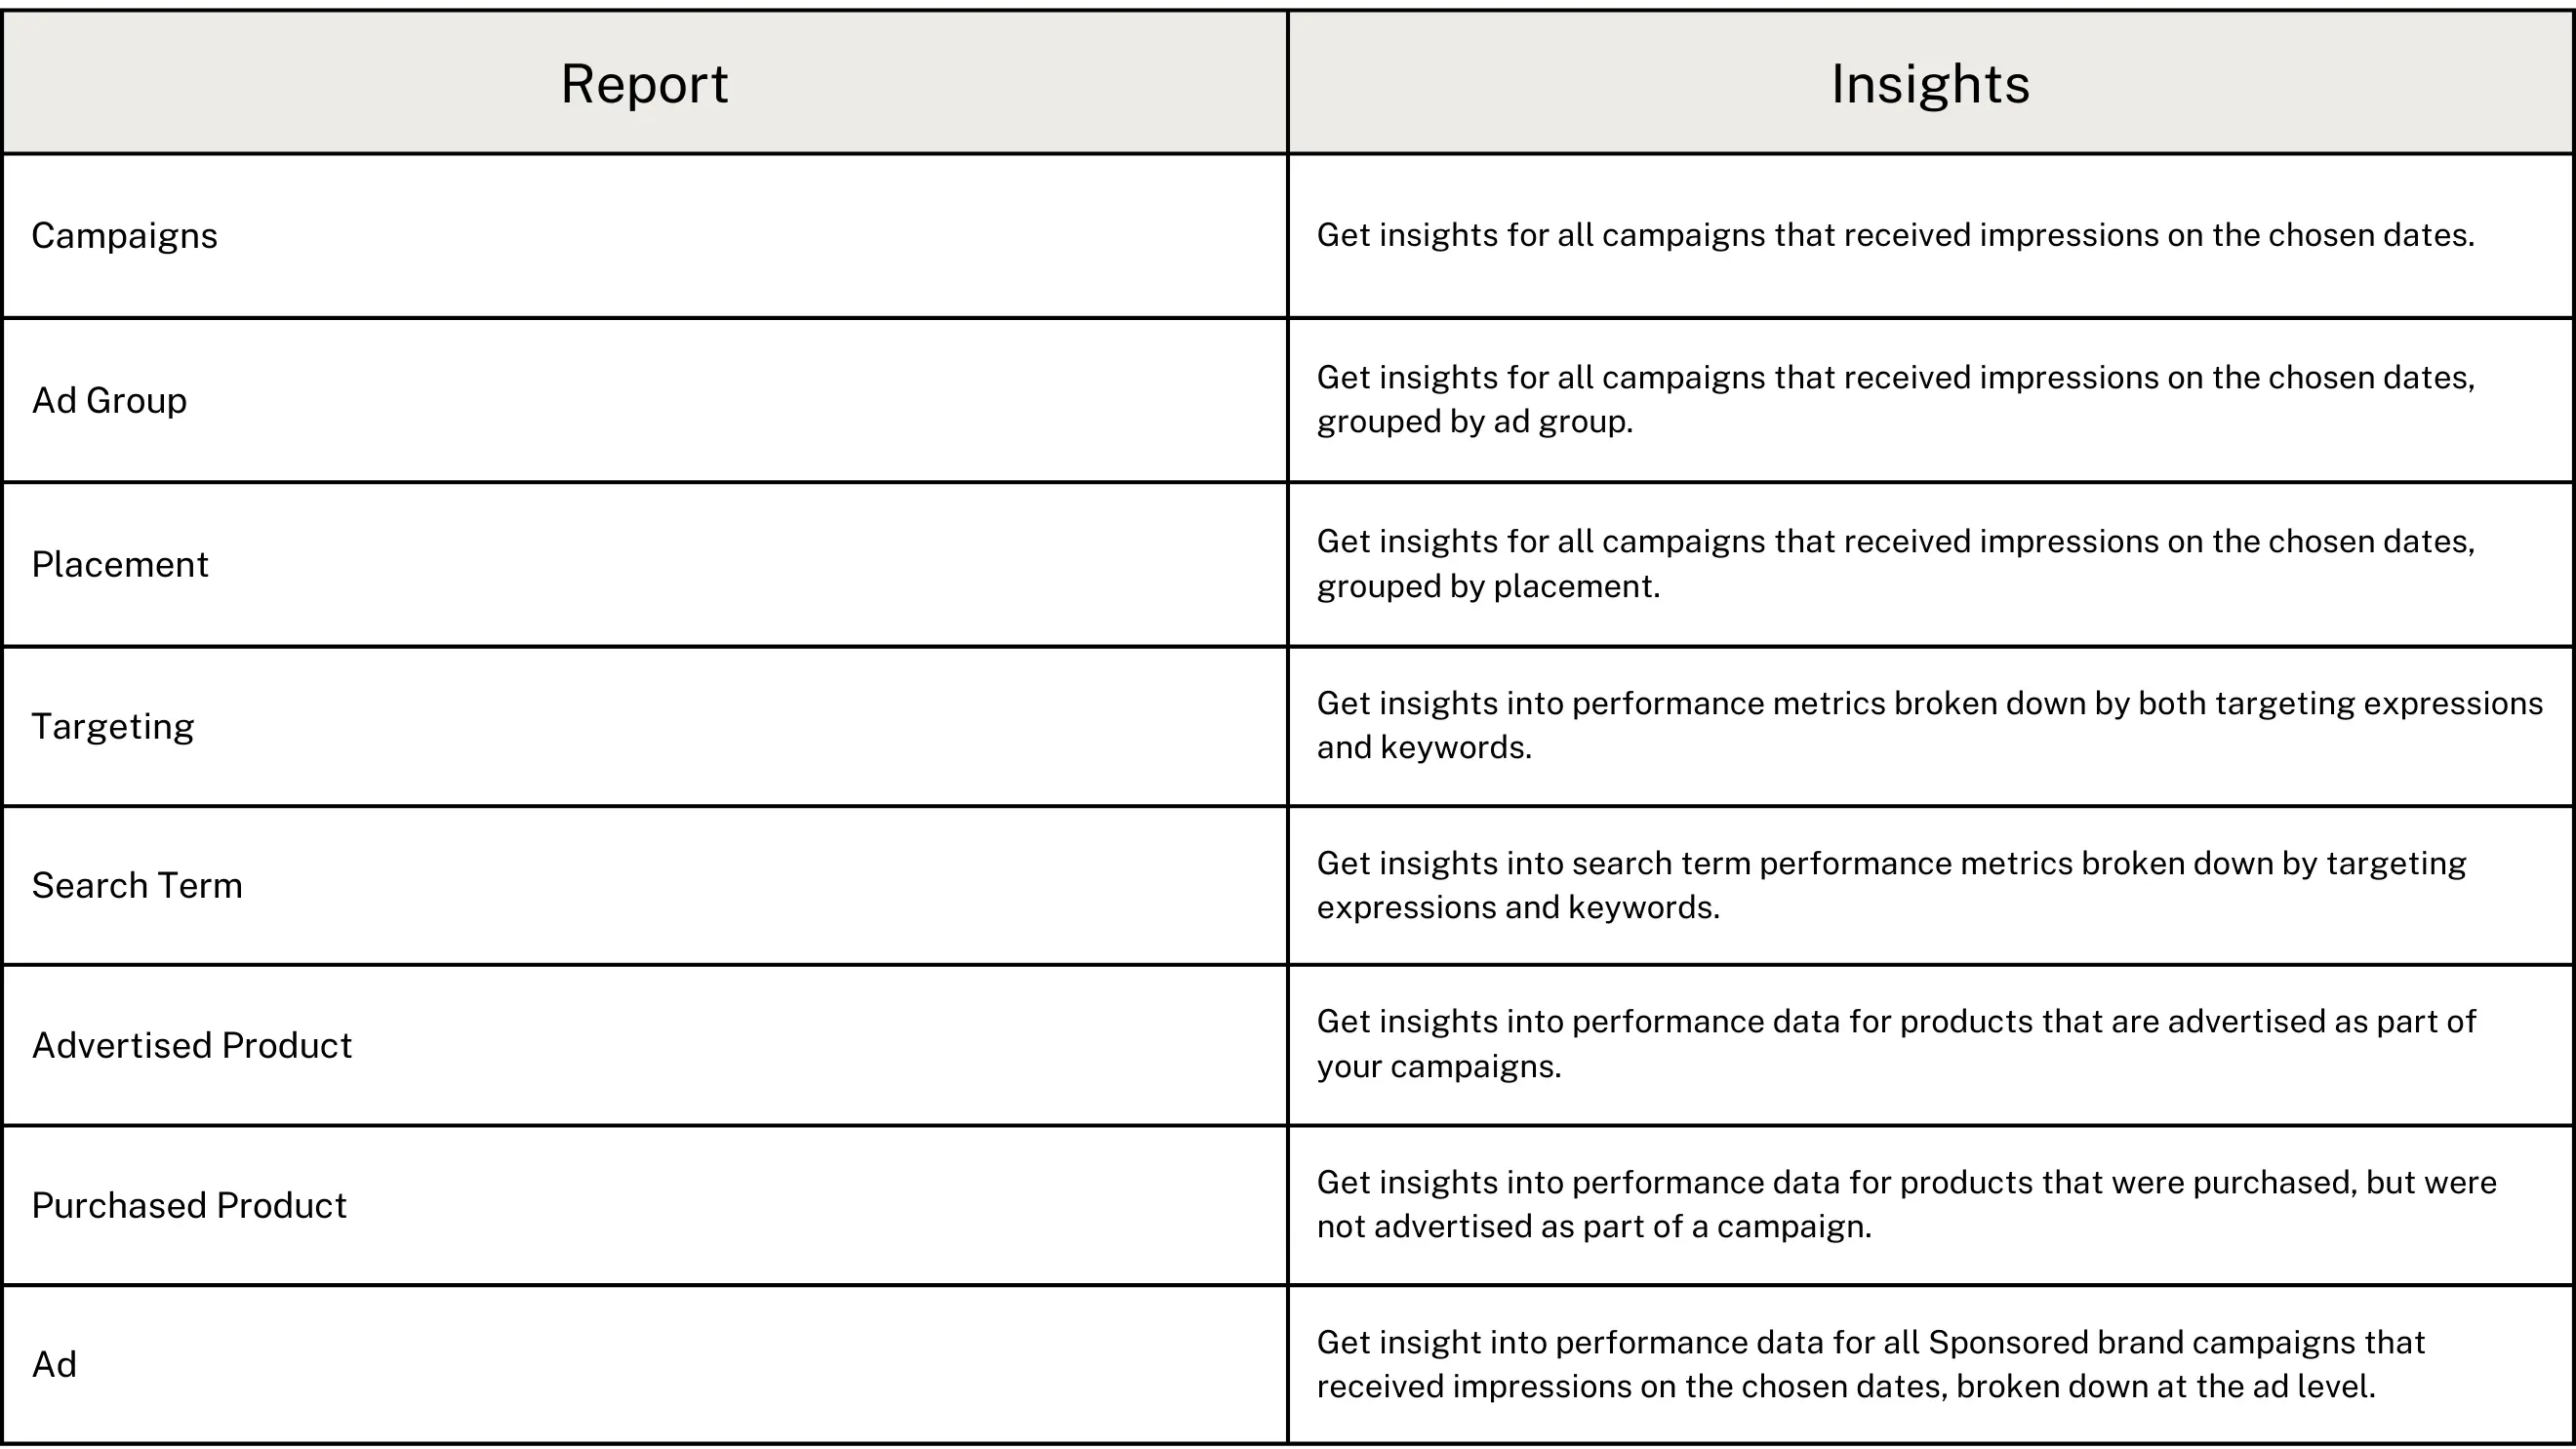 Report
Insights
Campaigns
Get insights for all campaigns that received impressions on the chosen dates.
Ad Group
Get insights for all campaigns that received impressions on the chosen dates,
grouped by ad group.
Placement
Get insights for all campaigns that received impressions on the chosen dates,
grouped by placement.
Targeting
Get insights into performance metrics broken down by both targeting expressions
and keywords.
Search Term
Get insights into search term performance metrics broken down by targeting
expressions and keywords.
Advertised Product
Get insights into performance data for products that are advertised as part of
your campaigns.
Purchased Product
Get insights into performance data for products that were purchased, but were
not advertised as part of a campaign.
Ad
Get insight into performance data for all Sponsored brand campaigns that
received impressions on the chosen dates, broken down at the ad level.